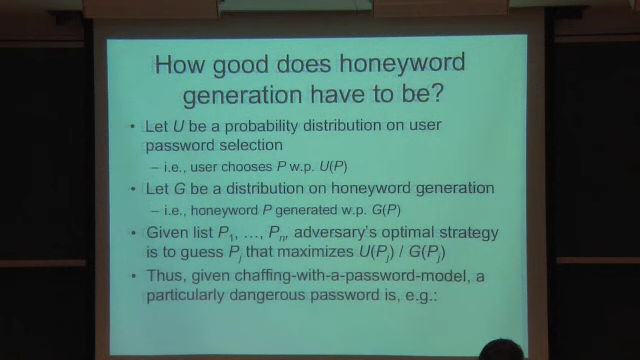 How good does honeyword
generation have to be?
• Let U be a probability distribution on user
password selection
– i.e., user chooses P w.p. U(P)
• Let G be a distribution on honeyword generation
– i.e., honeyword P generated w.p. G(P)
• Given list P1, …, Pn, adversary's optimal strategy
is to guess Pj that maximizes U(Pj) / G(Pj)
• Thus, given chaffing-with-a-password-model, a
particularly dangerous password is, e.g.: